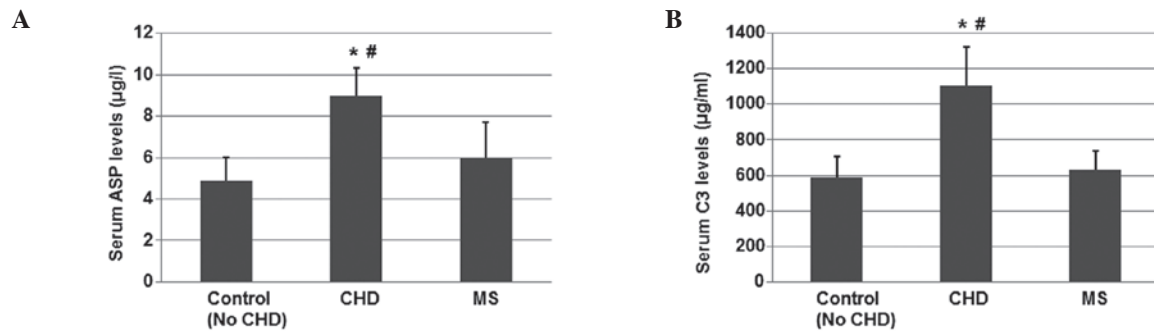 A
Serum ASP levels (µg/l)
12
10
8
6
4
2
0
* #
Control
(No CHD)
CHD
MS
B
Serum C3 levels (µg/ml)
1400
1200
1000
800
600
400
200
0
* #
Control
(No CHD)
CHD
MS